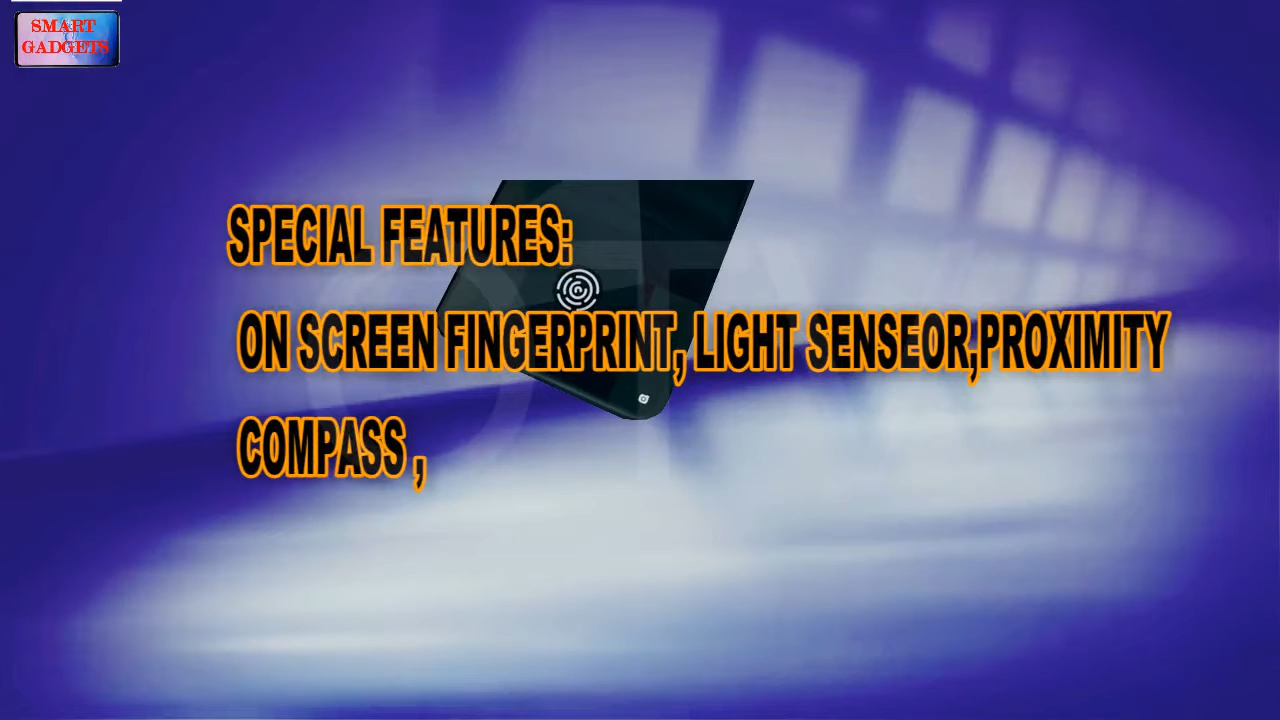 SMART
GADGETS
SPECIAL FEATURES:
ON SCREEN FINGERPRINT, LIGHT SENSEOR,PROXIMITY
COMPASS ,